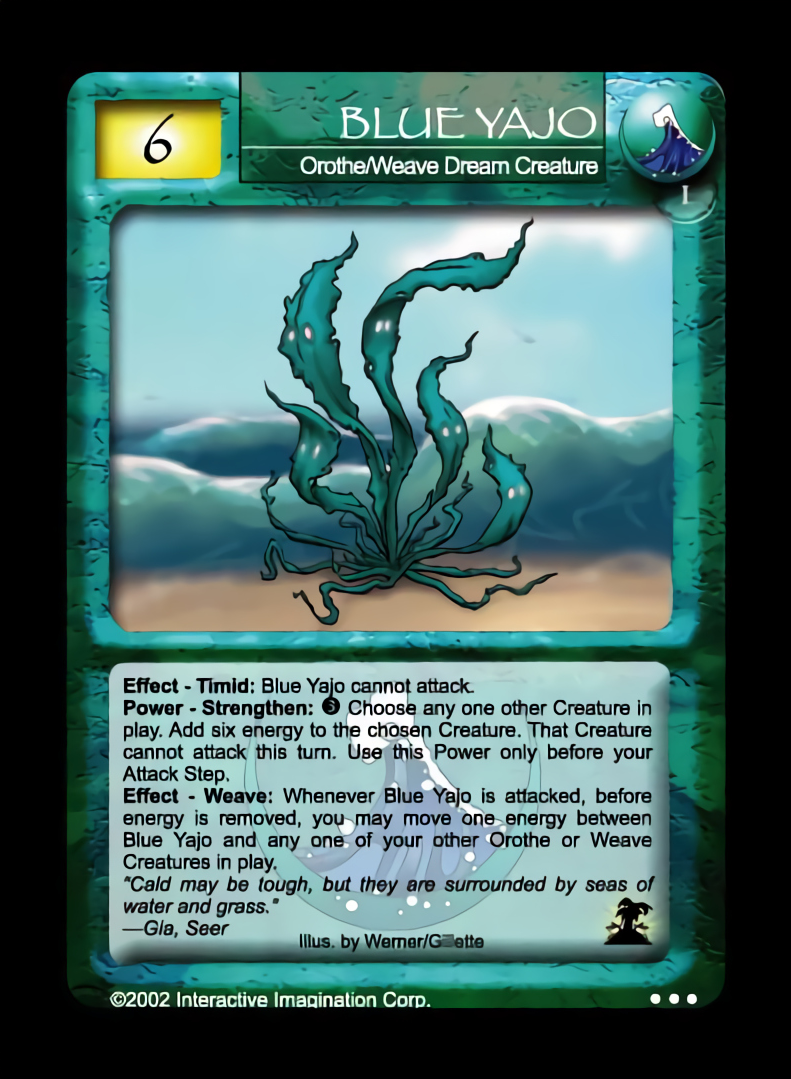 6
BLUE YAJO
Orothe/Weave Dream Creature
I
Effect - Timid: Blue Yajo cannot attack.
Power - Strengthen: ❸ Choose any one other Creature in
play. Add six energy to the chosen Creature. That Creature
cannot attack this turn. Use this Power only before your
Attack Step.
Effect - Weave: Whenever Blue Yajo is attacked, before
energy is removed, you may move one energy between
Blue Yajo and any one of your other Orothe or Weave
Creatures in play.
"Cald may be tough, but they are surrounded by seas of
water and grass."
—Gia, Seer
Illus. by Werner/
©2002 Interactive Imagination Corp.